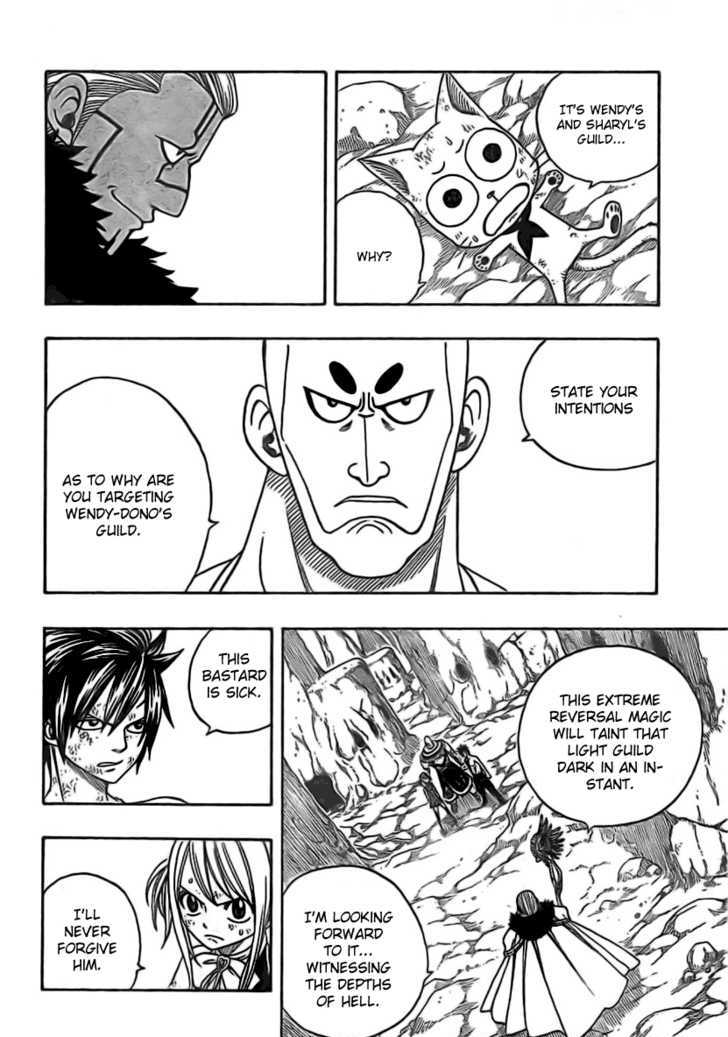 IT'S WENDY'S
AND SHARYL'S
GUILD...
WHY?
STATE YOUR
INTENTIONS
AS TO WHY ARE
YOU TARGETING
WENDY-DONO'S
GUILD.
THIS EXTREME
REVERSAL MAGIC
WILL TAINT THAT
LIGHT GUILD
DARK IN AN IN-
STANT.
I'M LOOKING
FORWARD
TO IT...
WITNESSING
THE DEPTHS
OF HELL.
THIS
BASTARD
IS SICK.
I'LL
NEVER
FORGIVE
HIM.